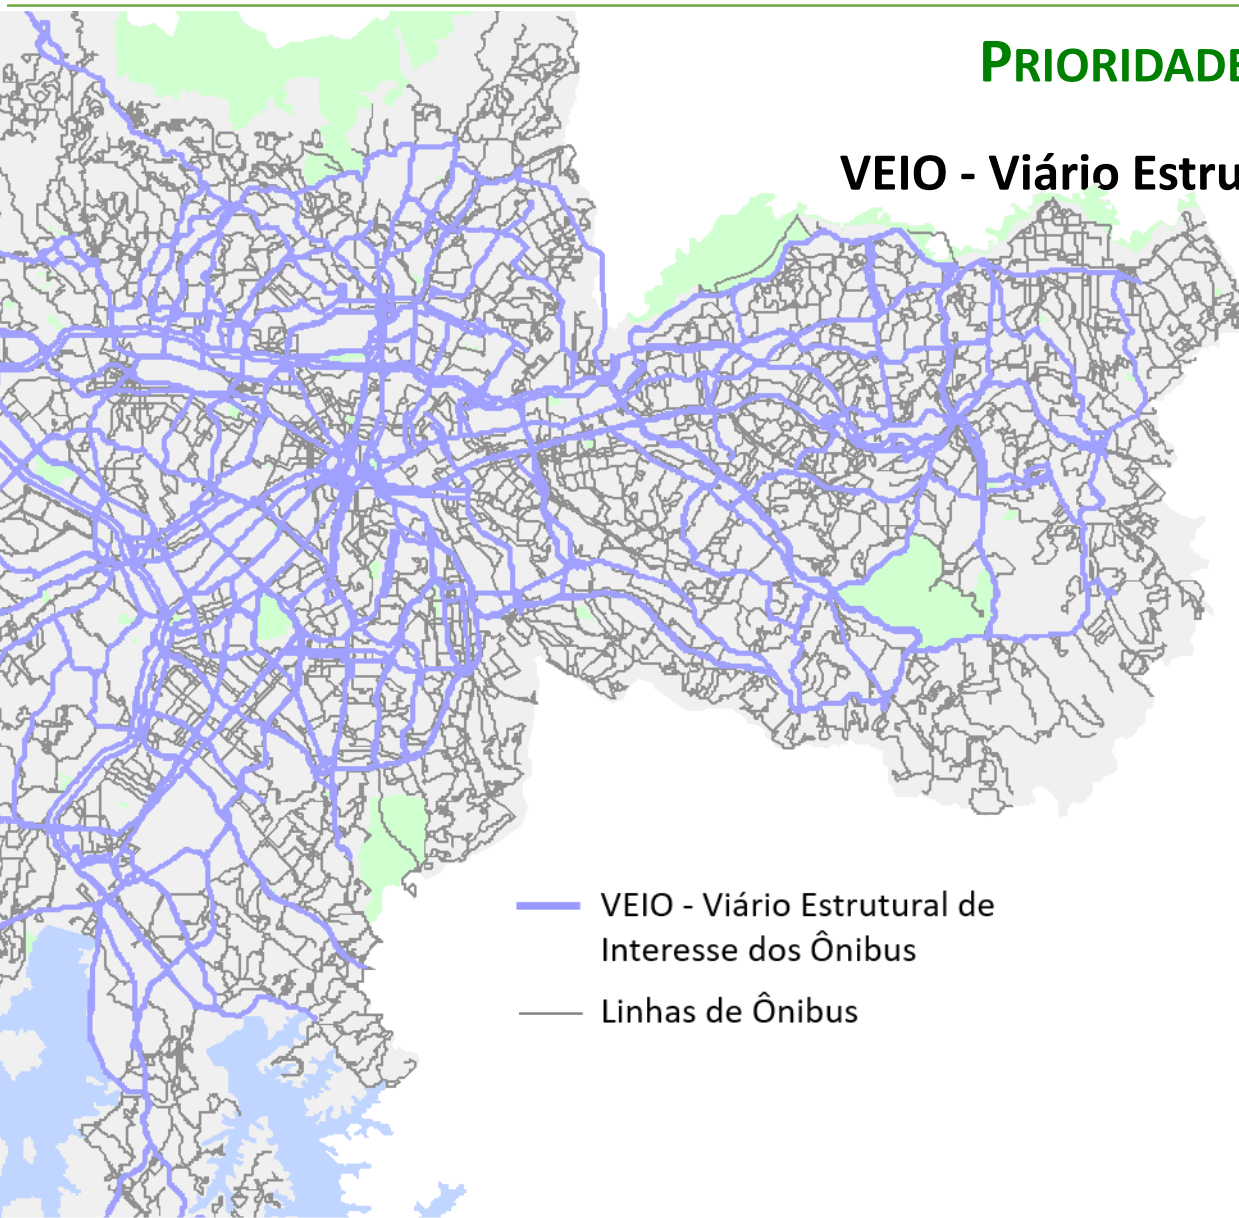 PRIORIDADE
VEIO - Viário Estru
VEIO - Viário Estrutural de
Interesse dos Ônibus
Linhas de Ônibus